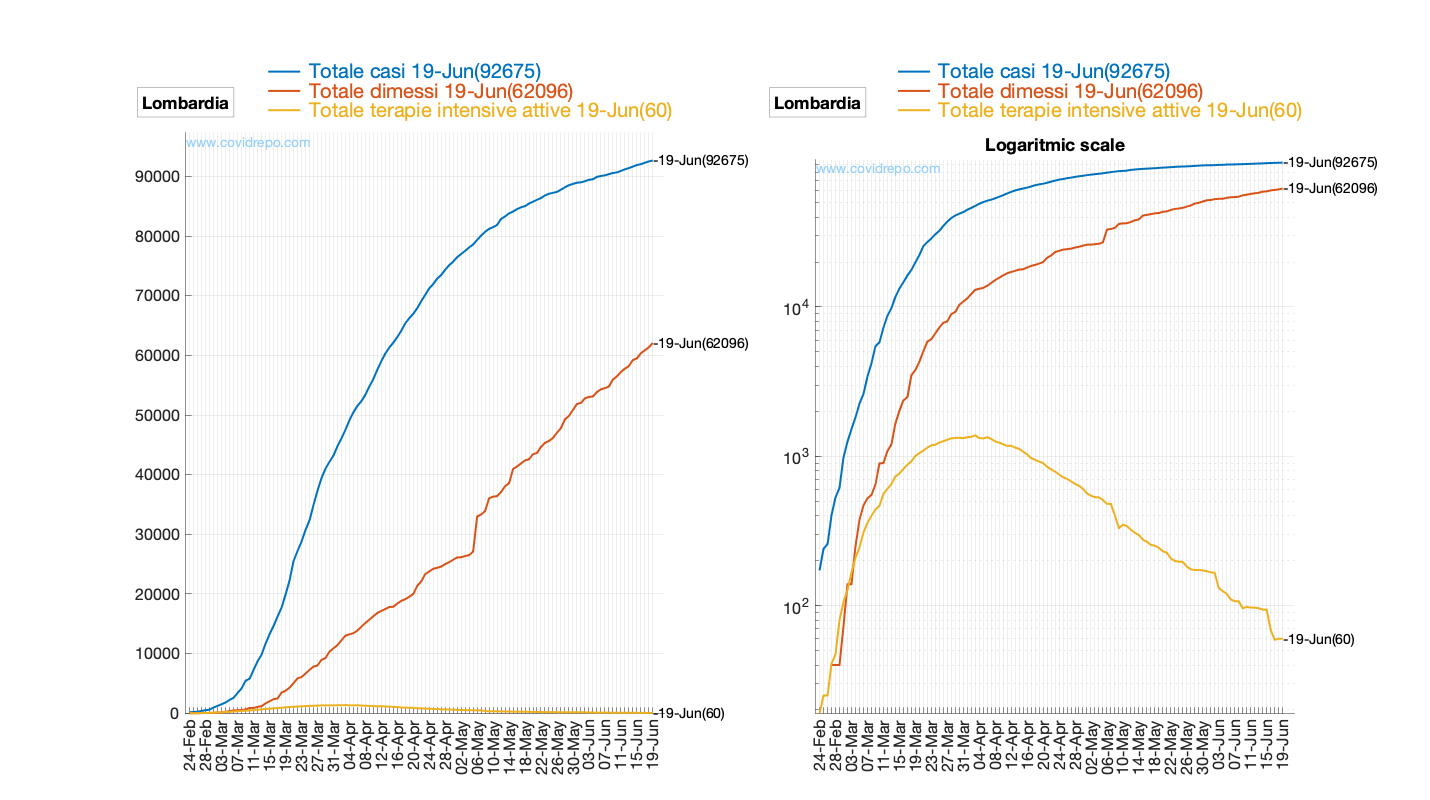 Totale casi 19-Jun(92675)
Totale dimessi 19-Jun(62096)
Totale terapie intensive attive 19-Jun(60)
Lombardia
www.covidrepo.com
90000
80000
70000
60000
50000
40000
30000
20000
10000
0
19-Jun(92675)
19-Jun(62096)
19-Jun(60)
24-Feb
28-Feb
03-Mar
07-Mar
11-Mar
15-Mar
19-Mar
23-Mar
27-Mar
31-Mar
04-Apr
08-Apr
12-Apr
16-Apr
20-Apr
24-Apr
28-Apr
02-May
06-May
10-May
14-May
18-May
22-May
26-May
30-May
03-Jun
07-Jun
11-Jun
15-Jun
19-Jun
Totale casi 19-Jun(92675)
Totale dimessi 19-Jun(62096)
Totale terapie intensive attive 19-Jun(60)
Lombardia
Logaritmic scale
www.covidrepo.com
10^4
10^3
10^2
19-Jun(92675)
19-Jun(62096)
19-Jun(60)
24-Feb
28-Feb
03-Mar
07-Mar
11-Mar
15-Mar
19-Mar
23-Mar
27-Mar
31-Mar
04-Apr
08-Apr
12-Apr
16-Apr
20-Apr
24-Apr
28-Apr
02-May
06-May
10-May
14-May
18-May
22-May
26-May
30-May
03-Jun
07-Jun
11-Jun
15-Jun
19-Jun